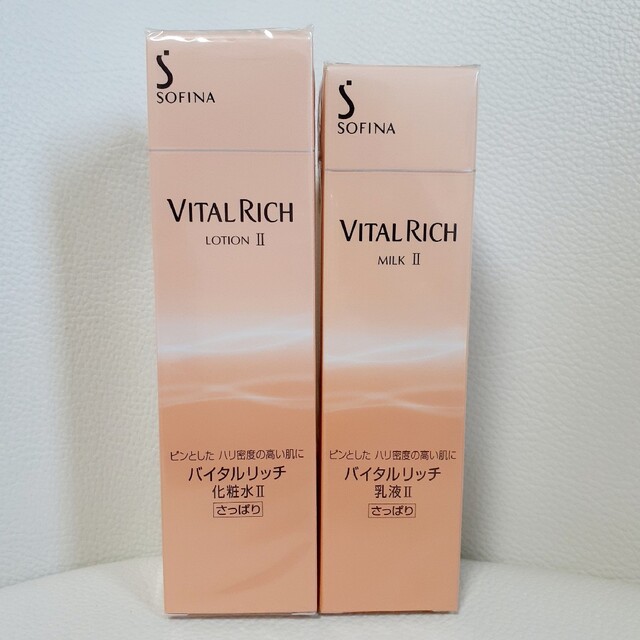 SOFINA
VITAL RICH
LOTION II
ピンとした ハリ密度の高い肌に
バイタルリッチ
化粧水II
さっぱり
SOFINA
VITAL RICH
MILK II
ピンとした ハリ密度の高い肌に
バイタルリッチ
乳液II
さっぱり